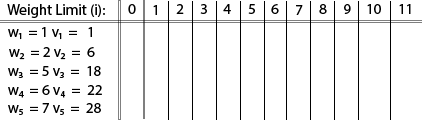 Weight Limit (i): 0 1 2 3 4 5 6 7 8 9 10 11
w₁ = 1 v₁ = 1
w₂ = 2 v₂ = 6
w₃ = 5 v₃ = 18
w₄ = 6 v₄ = 22
w₅ = 7 v₅ = 28